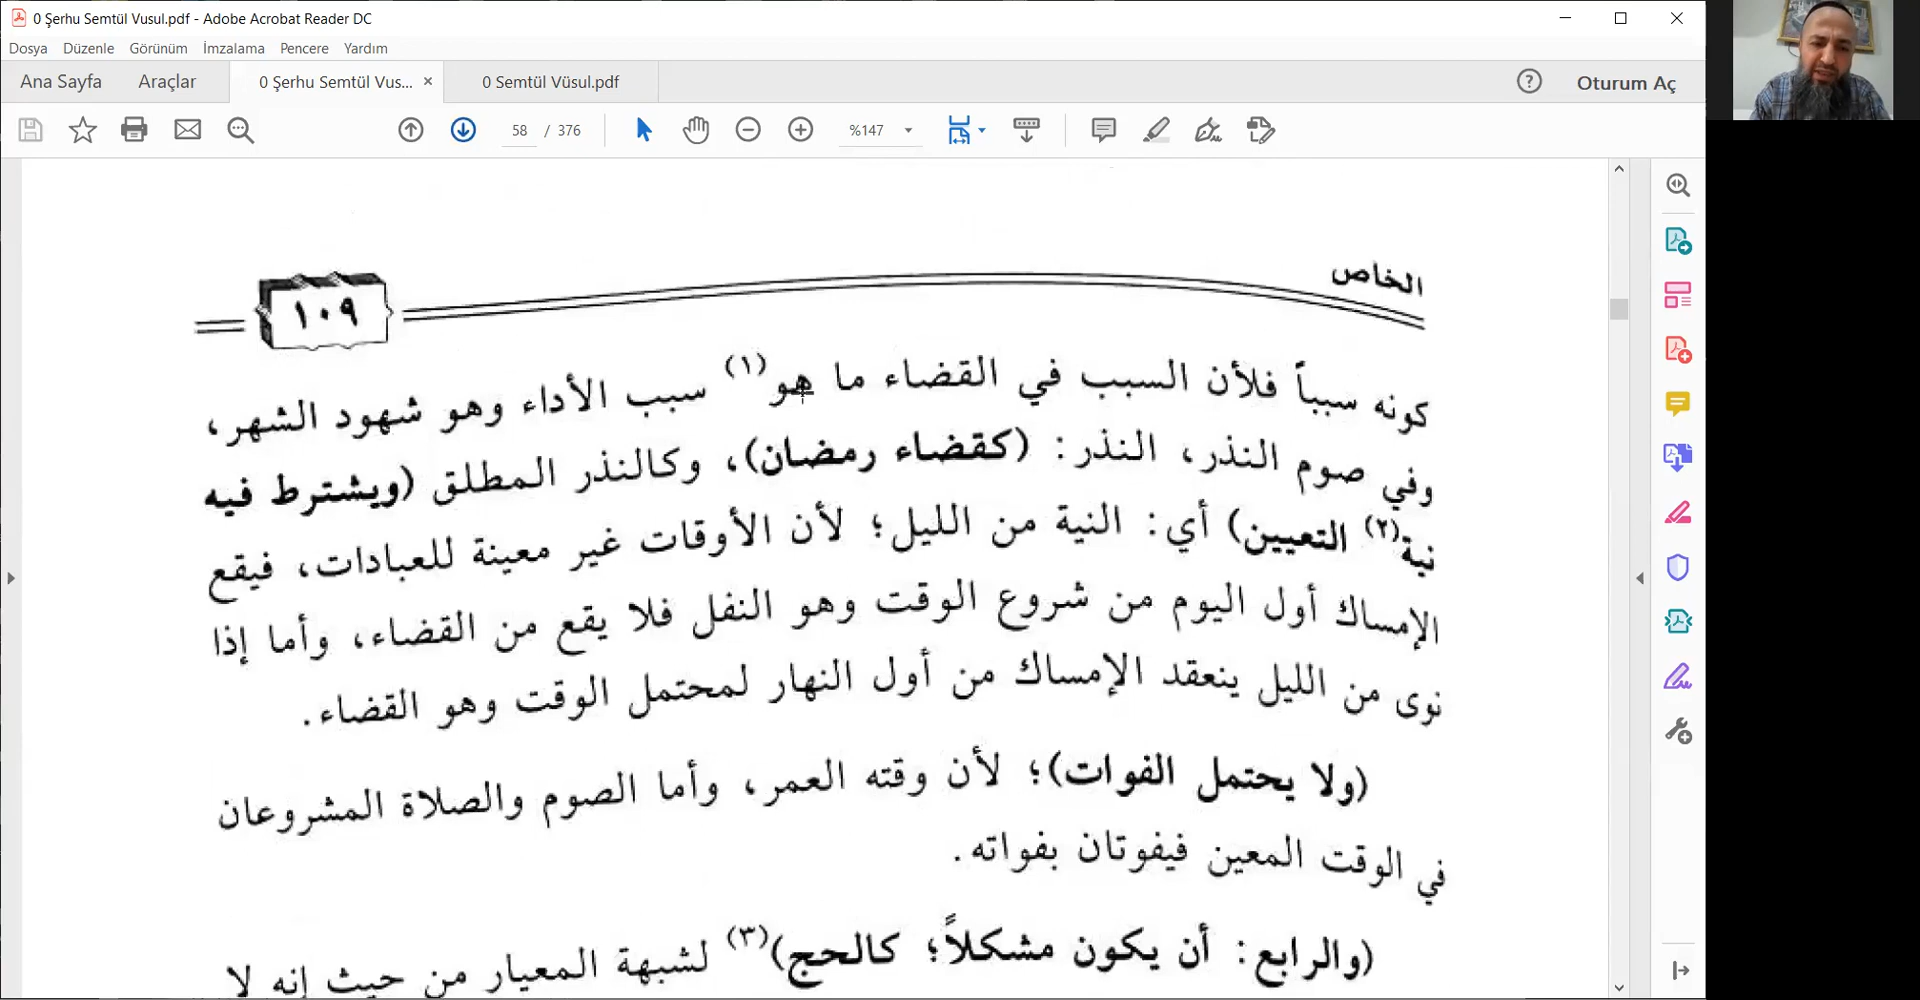 0 Şerhu Semtül Vusul.pdf - Adobe Acrobat Reader DC
Dosya Düzenle Görünüm İmzalama Pencere Yardım
Ana Sayfa Araçlar 0 Şerhu Semtül Vus... × 0 Semtül Vüsul.pdf Oturum Aç
58 / 376 %147
الخاص
١٠٩
كونه سبباً فلأن السبب في القضاء ما هو(١) سبب الأداء وهو شهود الشهر،
وفي صوم النذر، النذر: (كقضاء رمضان)، وكالنذر المطلق (ويشترط فيه
نية(٢) التعيين) أي: النية من الليل؛ لأن الأوقات غير معينة للعبادات، فيقع
الإمساك أول اليوم من شروع الوقت وهو النفل فلا يقع من القضاء، وأما إذا
نوى من الليل ينعقد الإمساك من أول النهار لمحتمل الوقت وهو القضاء.
(ولا يحتمل الفوات)؛ لأن وقته العمر، وأما الصوم والصلاة المشروعان
في الوقت المعين فيفوتان بفواته.
(والرابع: أن يكون مشكلاً؛ كالحج)(٣) لشبهة المعيار من حيث إنه لا